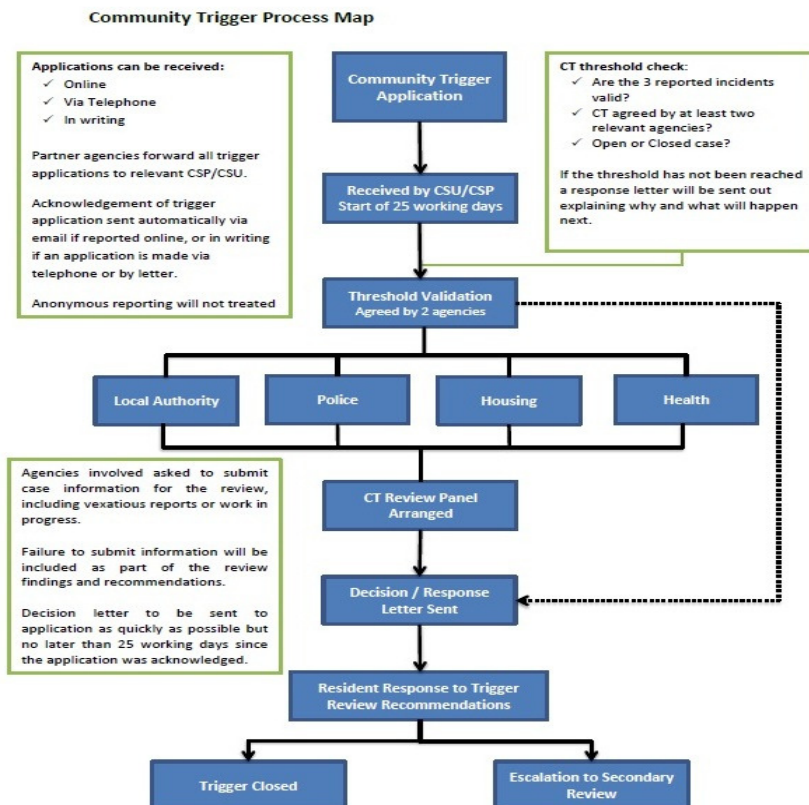 Community Trigger Process Map
Applications can be received:
✓ Online
✓ Via Telephone
✓ In writing
Partner agencies forward all trigger
applications to relevant CSP/CSU.
Acknowledgement of trigger
application sent automatically via
email if reported online, or in writing
if an application is made via
telephone or by letter.
Anonymous reporting will not treated
Community Trigger
Application
CT threshold check:
✓ Are the 3 reported incidents
valid?
✓ CT agreed by at least two
relevant agencies?
✓ Open or Closed case?
If the threshold has not been reached
a response letter will be sent out
explaining why and what will happen
next.
Received by CSU/CSP
Start of 25 working days
Threshold Validation
Agreed by 2 agencies
Local Authority
Police
Housing
Health
Agencies involved asked to submit
case information for the review,
including vexatious reports or work in
progress.
Failure to submit information will be
included as part of the review
findings and recommendations.
Decision letter to be sent to
application as quickly as possible but
no later than 25 working days since
the application was acknowledged.
CT Review Panel
Arranged
Decision / Response
Letter Sent
Resident Response to Trigger
Review Recommendations
Trigger Closed
Escalation to Secondary
Review